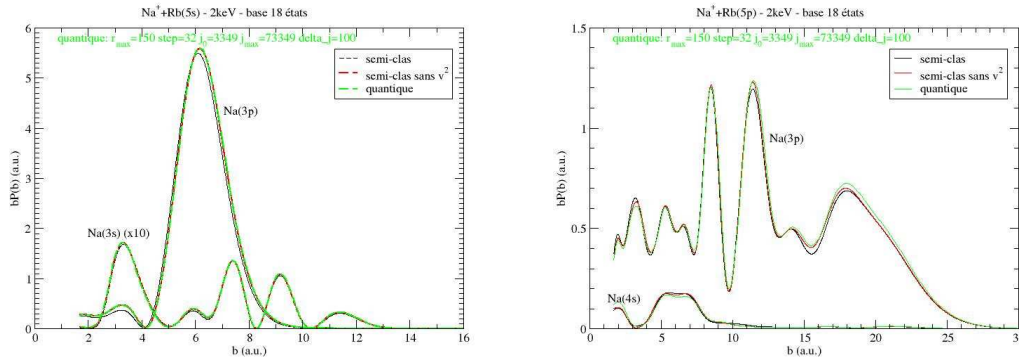 Na⁺+Rb(5s) - 2keV - base 18 états
quantique: r_max=150 step=32 j_0=3349 j_max=73349 delta_j=100
semi-clas
semi-clas sans v²
quantique
Na(3p)
Na(3s) (x10)
bP(b) (a.u.)
6
5
4
3
2
1
0
0 2 4 6 8 10 12 14 16
b (a.u.)
Na⁺+Rb(5p) - 2keV - base 18 états
quantique: r_max=150 step=32 j_0=3349 j_max=73349 delta_j=100
semi-clas
semi-clas sans v²
quantique
Na(3p)
Na(4s)
bP(b) (a.u.)
1.5
1
0.5
0
0 5 10 15 20 25
b (a.u.)